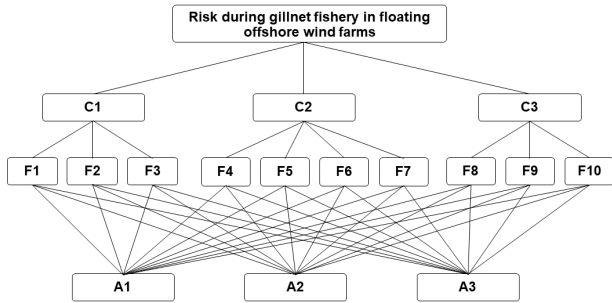 Risk during gillnet fishery in floating
offshore wind farms
C1 C2 C3
F1 F2 F3 F4 F5 F6 F7 F8 F9 F10
A1 A2 A3